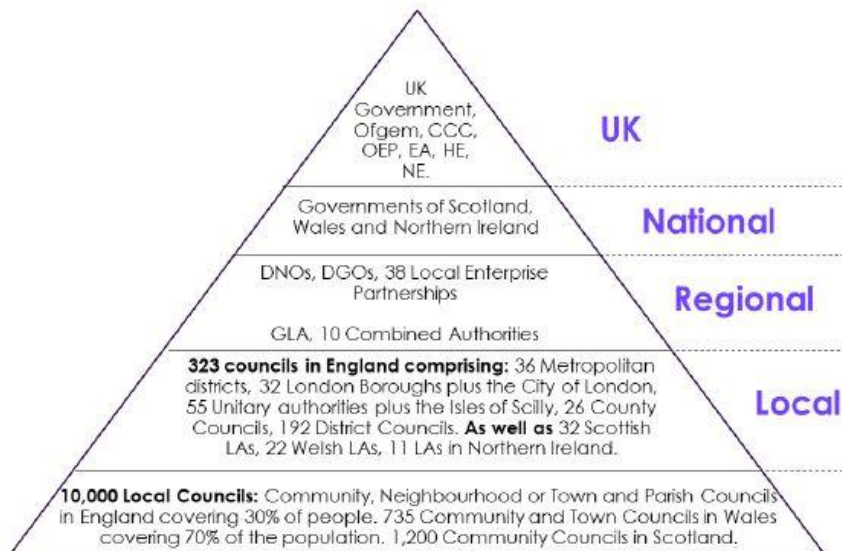 UK
Government,
Ofgem, CCC,
OEP, EA, HE,
NE.
UK
Governments of Scotland,
Wales and Northern Ireland
National
DNOs, DGOs, 38 Local Enterprise
Partnerships
GLA, 10 Combined Authorities
Regional
323 councils in England comprising: 36 Metropolitan
districts, 32 London Boroughs plus the City of London,
55 Unitary authorities plus the Isles of Scilly, 26 County
Councils, 192 District Councils. As well as 32 Scottish
LAs, 22 Welsh LAs, 11 LAs in Northern Ireland.
Local
10,000 Local Councils: Community, Neighbourhood or Town and Parish Councils
in England covering 30% of people. 735 Community and Town Councils in Wales
covering 70% of the population. 1,200 Community Councils in Scotland.